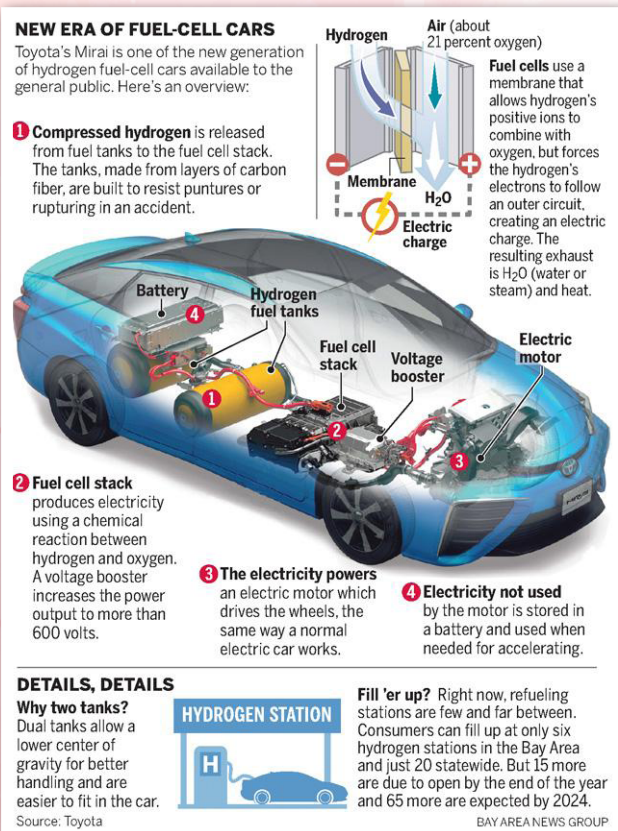 NEW ERA OF FUEL-CELL CARS
Toyota's Mirai is one of the new generation
of hydrogen fuel-cell cars available to the
general public. Here's an overview:
1 Compressed hydrogen is released
from fuel tanks to the fuel cell stack.
The tanks, made from layers of carbon
fiber, are built to resist puntures or
rupturing in an accident.
Hydrogen
Air (about
21 percent oxygen)
Membrane
H2O
Electric
charge
Fuel cells use a
membrane that
allows hydrogen's
positive ions to
combine with
oxygen, but forces
the hydrogen's
electrons to follow
an outer circuit,
creating an electric
charge. The
resulting exhaust
is H2O (water or
steam) and heat.
Battery
4
Hydrogen
fuel tanks
1
Fuel cell
stack
2
Voltage
booster
Electric
motor
3
MIRAI
2 Fuel cell stack
produces electricity
using a chemical
reaction between
hydrogen and oxygen.
A voltage booster
increases the power
output to more than
600 volts.
3 The electricity powers
an electric motor which
drives the wheels, the
same way a normal
electric car works.
4 Electricity not used
by the motor is stored in
a battery and used when
needed for accelerating.
DETAILS, DETAILS
Why two tanks?
Dual tanks allow a
lower center of
gravity for better
handling and are
easier to fit in the car.
HYDROGEN STATION
H
Fill 'er up? Right now, refueling
stations are few and far between.
Consumers can fill up at only six
hydrogen stations in the Bay Area
and just 20 statewide. But 15 more
are due to open by the end of the year
and 65 more are expected by 2024.
Source: Toyota
BAY AREA NEWS GROUP